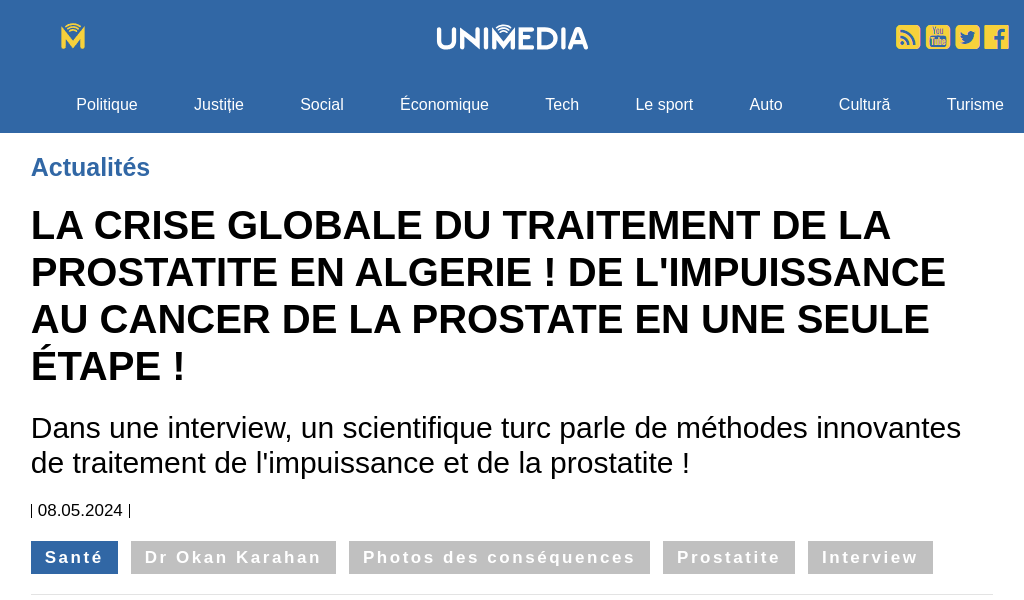 UNIMEDIA
You
Tube
Politique Justiție Social Économique Tech Le sport Auto Cultură Turisme
Actualités
LA CRISE GLOBALE DU TRAITEMENT DE LA
PROSTATITE EN ALGERIE ! DE L'IMPUISSANCE
AU CANCER DE LA PROSTATE EN UNE SEULE
ÉTAPE !
Dans une interview, un scientifique turc parle de méthodes innovantes
de traitement de l'impuissance et de la prostatite !
| 08.05.2024 |
Santé Dr Okan Karahan Photos des conséquences Prostatite Interview